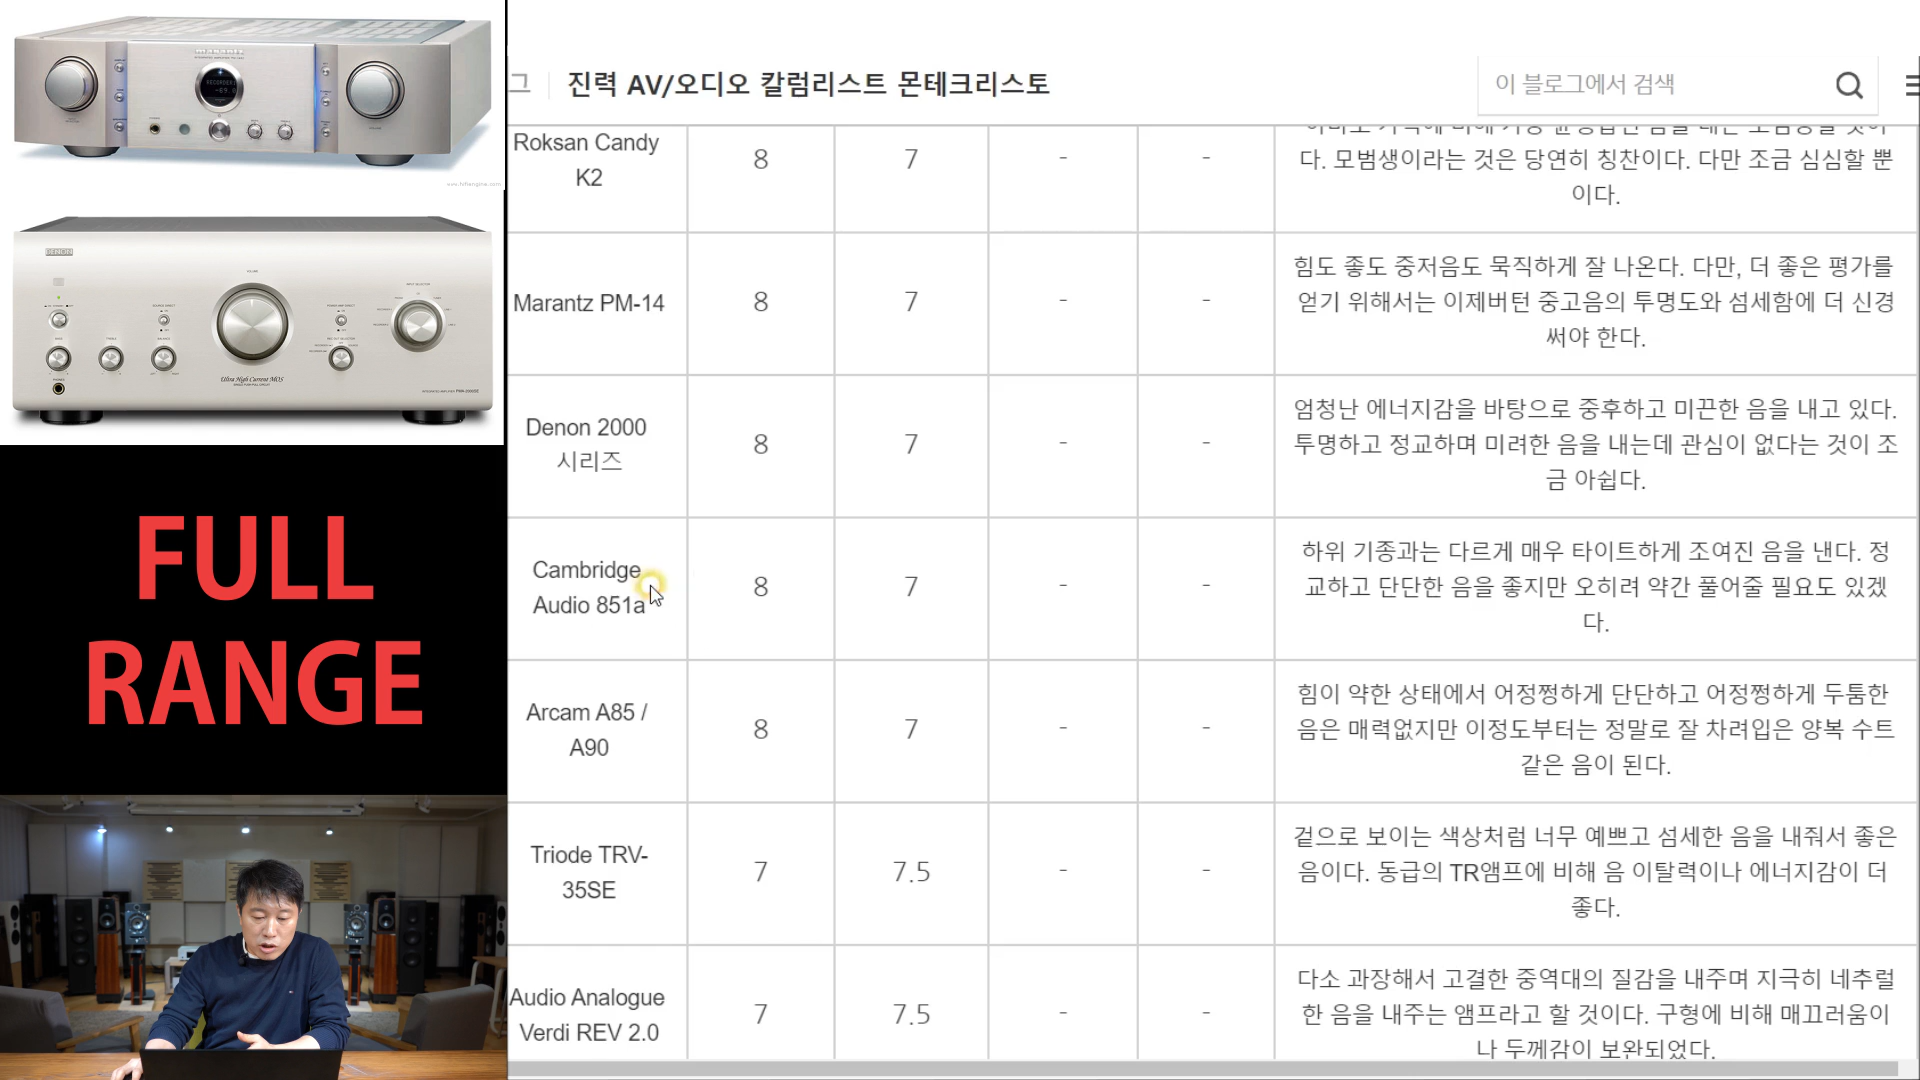 marantz
www.hifiengine.com
DENON
VOLUME
INPUT SELECTOR
SOURCE DIRECT
BASS
TREBLE
BALANCE
REC OUT SELECTOR
PHONES
Ultra High Current MOS
FULL
RANGE
그
진력 AV/오디오 칼럼리스트 몬테크리스토
이 블로그에서 검색
Roksan Candy
K2
8
7
-
-
다. 모범생이라는 것은 당연히 칭찬이다. 다만 조금 심심할 뿐
이다.
Marantz PM-14
8
7
-
-
힘도 좋도 중저음도 묵직하게 잘 나온다. 다만, 더 좋은 평가를
얻기 위해서는 이제버턴 중고음의 투명도와 섬세함에 더 신경
써야 한다.
Denon 2000
시리즈
8
7
-
-
엄청난 에너지감을 바탕으로 중후하고 미끈한 음을 내고 있다.
투명하고 정교하며 미려한 음을 내는데 관심이 없다는 것이 조
금 아쉽다.
Cambridge
Audio 851a
8
7
-
-
하위 기종과는 다르게 매우 타이트하게 조여진 음을 낸다. 정
교하고 단단한 음을 좋지만 오히려 약간 풀어줄 필요도 있겠
다.
Arcam A85 /
A90
8
7
-
-
힘이 약한 상태에서 어정쩡하게 단단하고 어정쩡하게 두툼한
음은 매력없지만 이정도부터는 정말로 잘 차려입은 양복 수트
같은 음이 된다.
Triode TRV-
35SE
7
7.5
-
-
겉으로 보이는 색상처럼 너무 예쁘고 섬세한 음을 내줘서 좋은
음이다. 동급의 TR앰프에 비해 음 이탈력이나 에너지감이 더
좋다.
Audio Analogue
Verdi REV 2.0
7
7.5
-
-
다소 과장해서 고결한 중역대의 질감을 내주며 지극히 네추럴
한 음을 내주는 앰프라고 할 것이다. 구형에 비해 매끄러움이
나 두께감이 보완되었다.